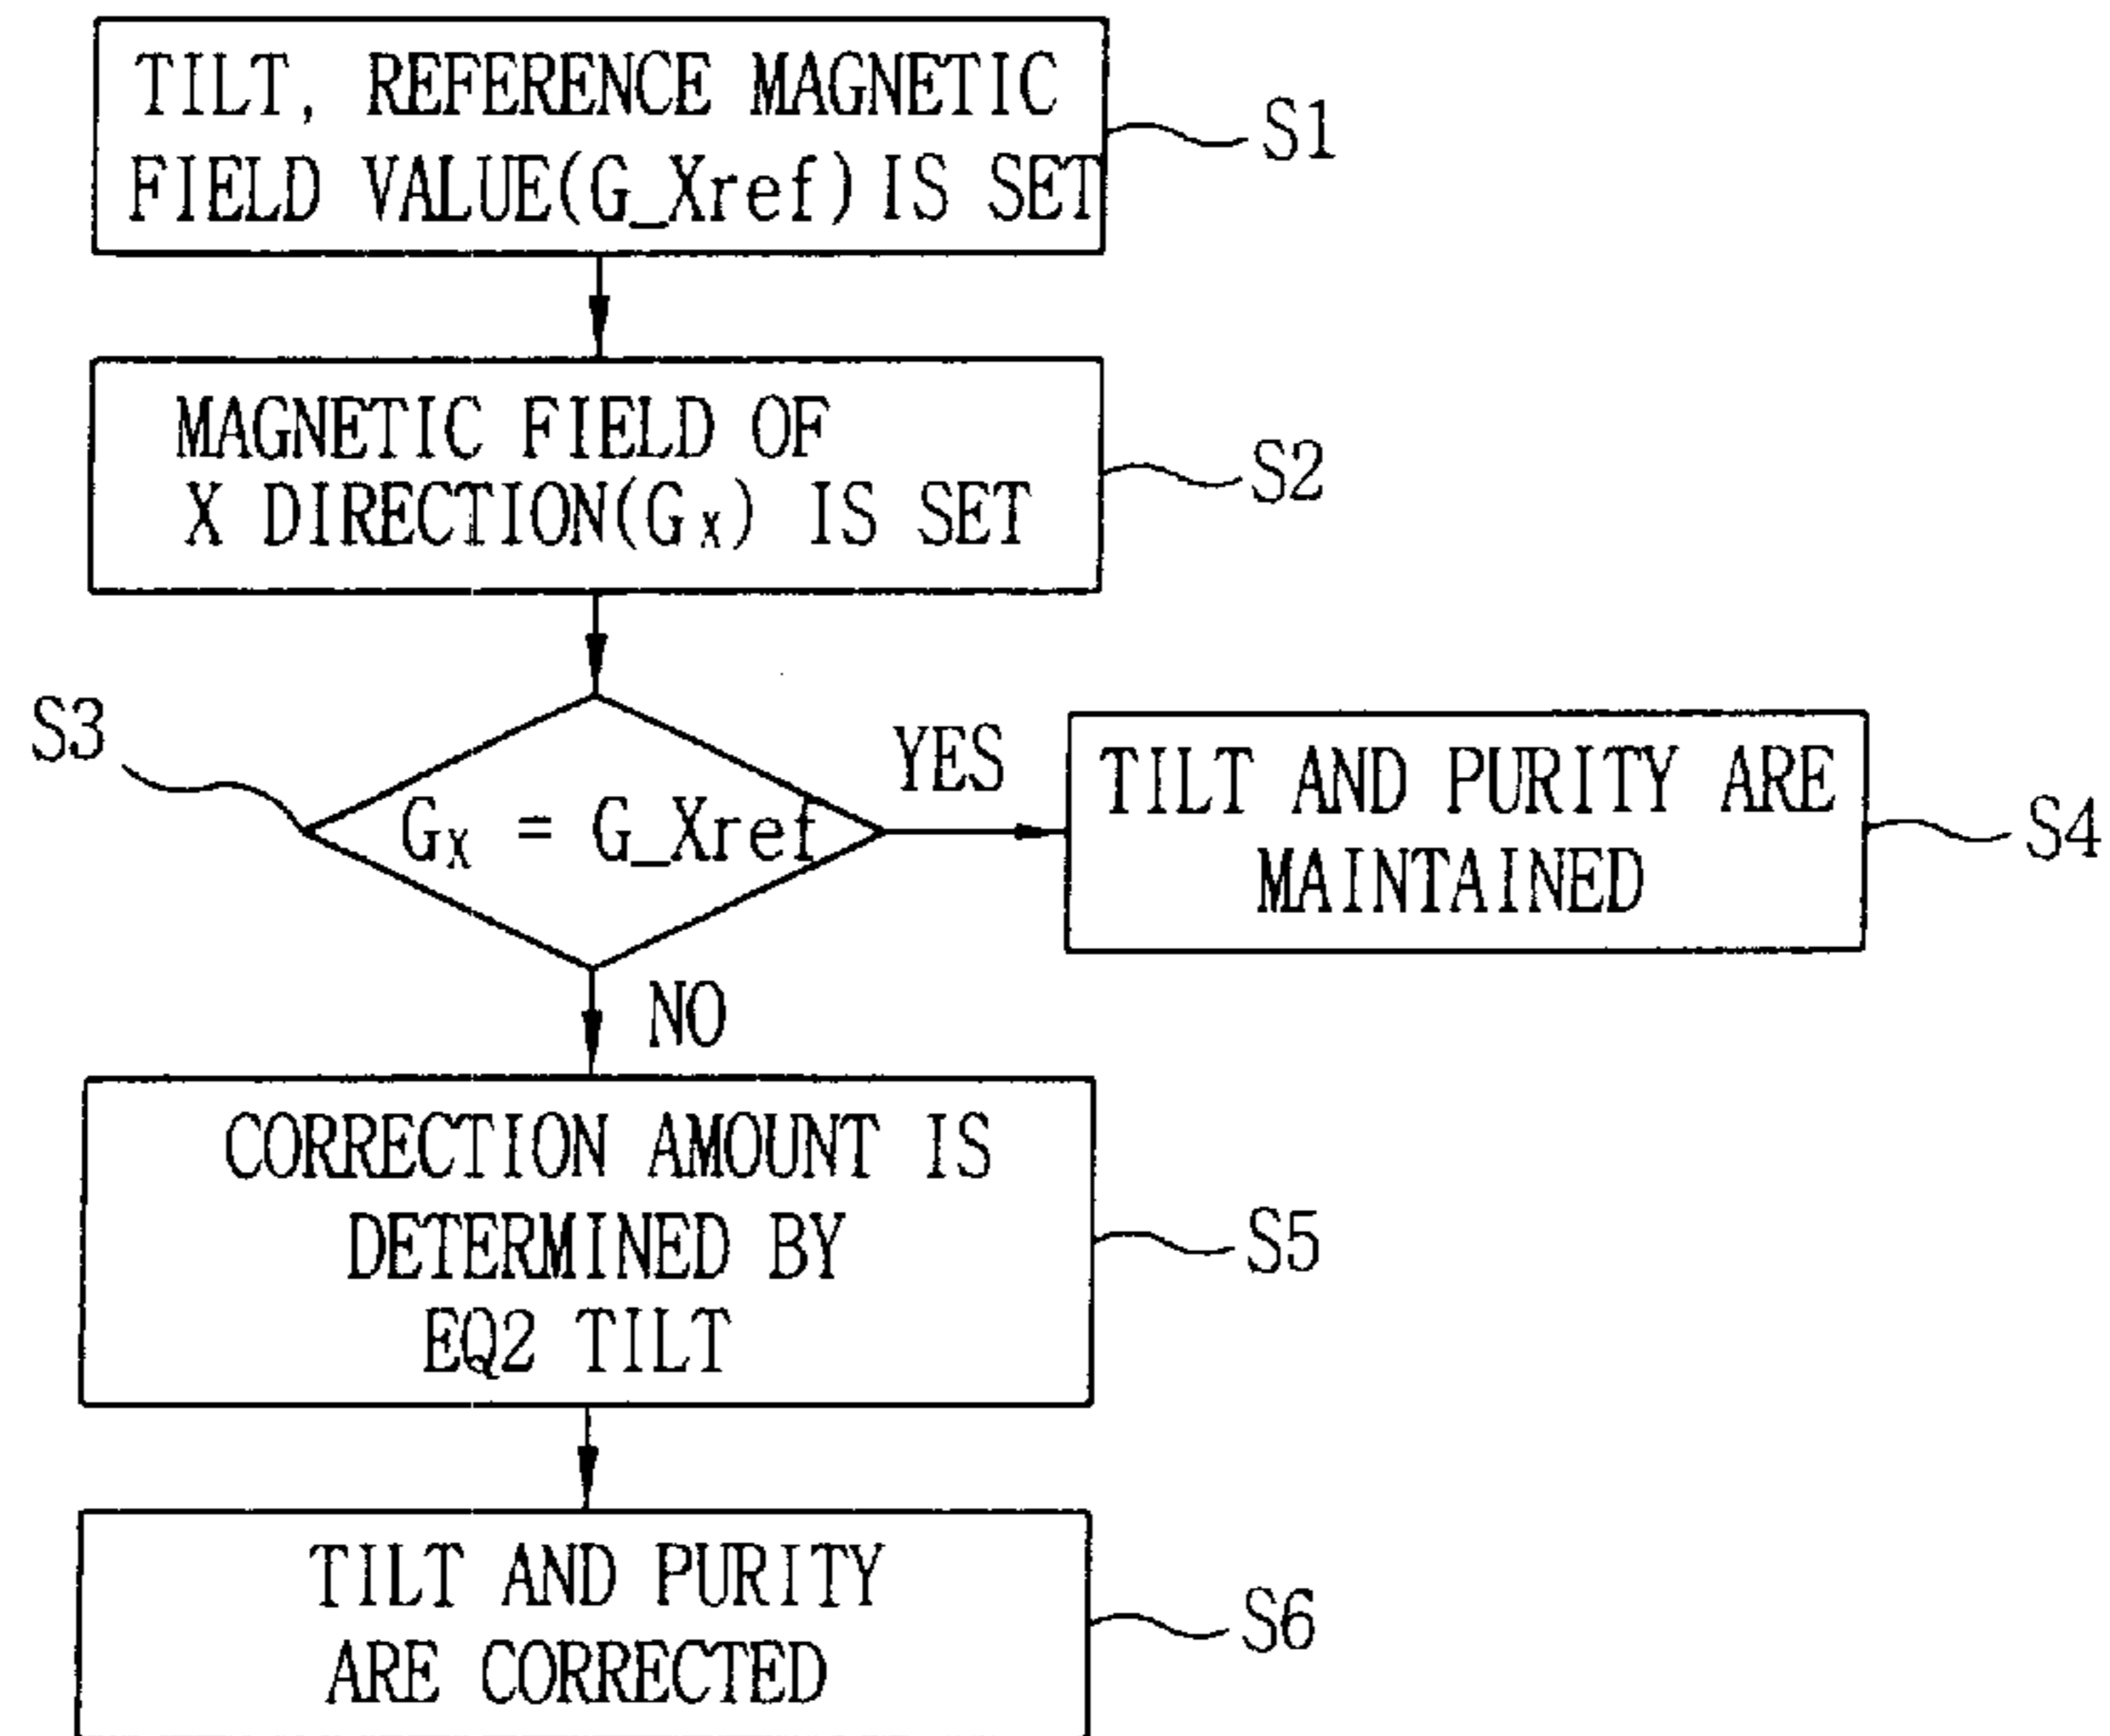 TILT, REFERENCE MAGNETIC
FIELD VALUE(G_Xref) IS SET
S1
MAGNETIC FIELD OF
X DIRECTION(Gx) IS SET
S2
S3
Gx = G_Xref
YES
TILT AND PURITY ARE
MAINTAINED
S4
NO
CORRECTION AMOUNT IS
DETERMINED BY
EQ2 TILT
S5
TILT AND PURITY
ARE CORRECTED
S6